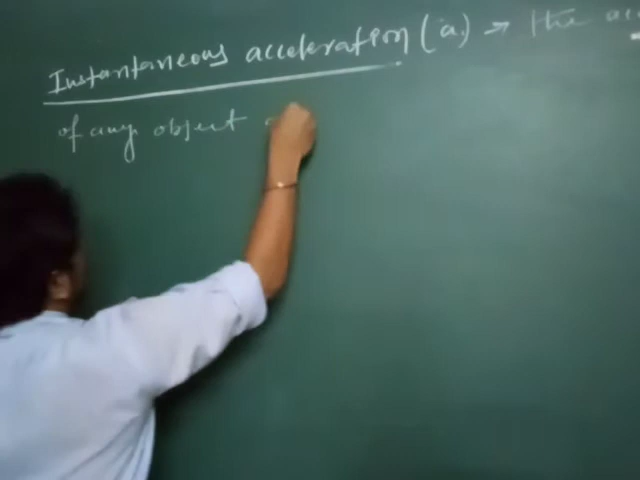 Instantaneous acceleration (a) → the
of any object